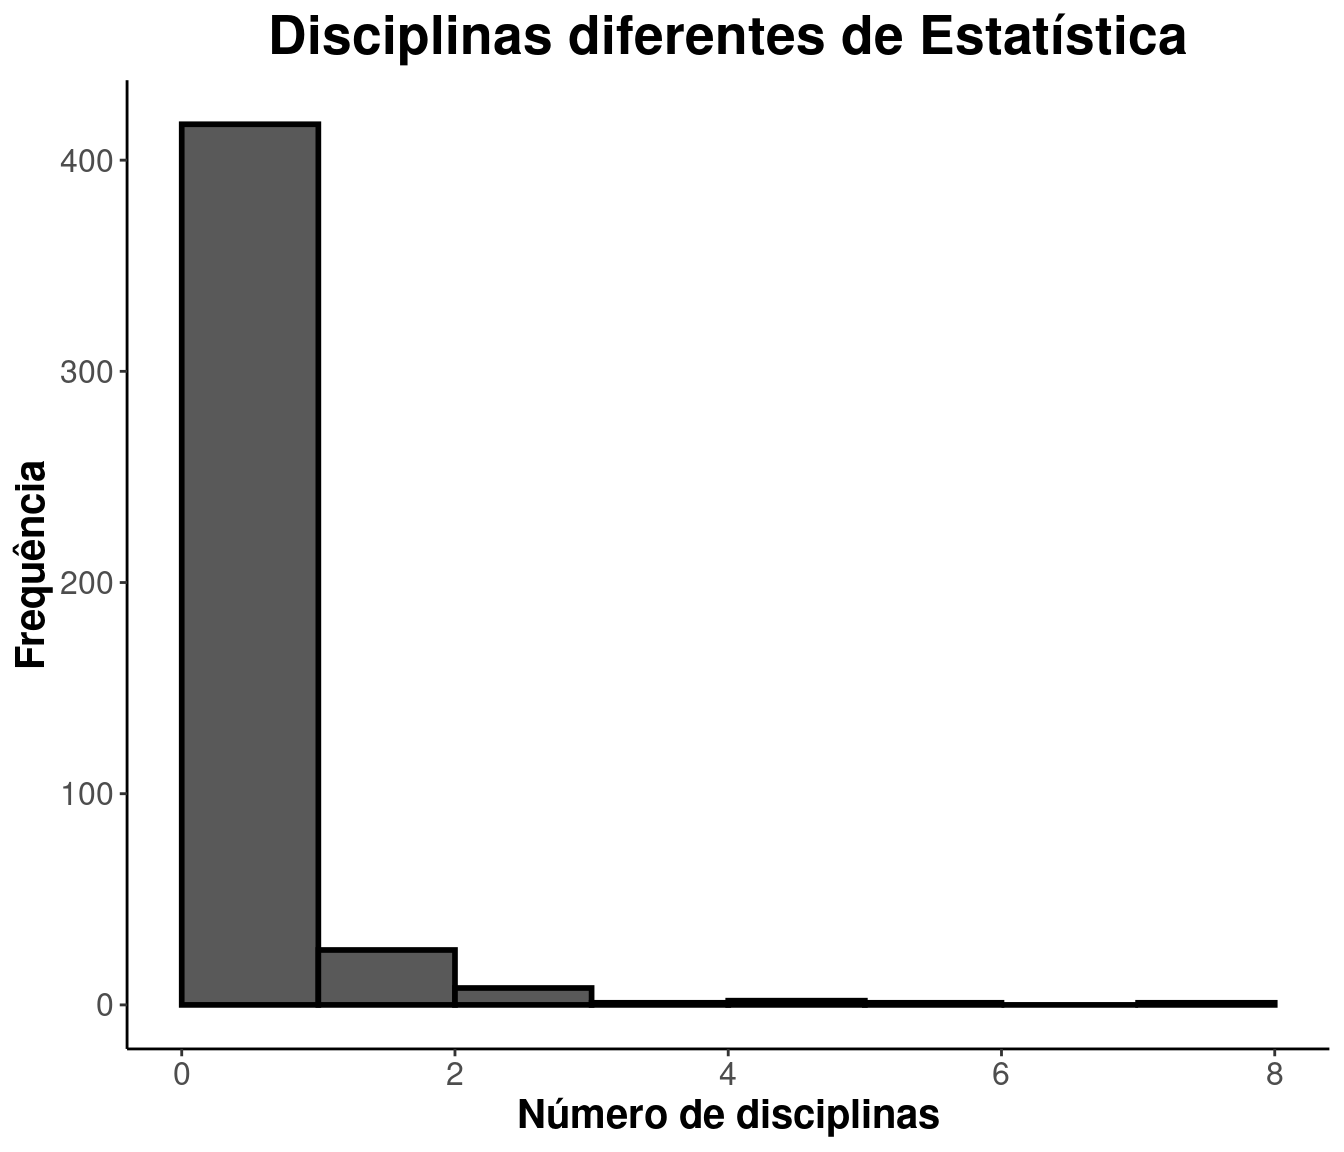 Disciplinas diferentes de Estatística
Frequência
400
300
200
100
0
0 2 4 6 8
Número de disciplinas